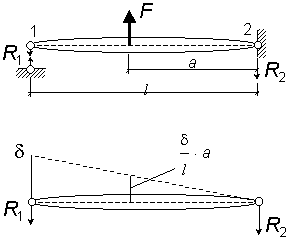 F
1 2
R₁ R₂
a
l
δ δ/l · a
R₁ R₂